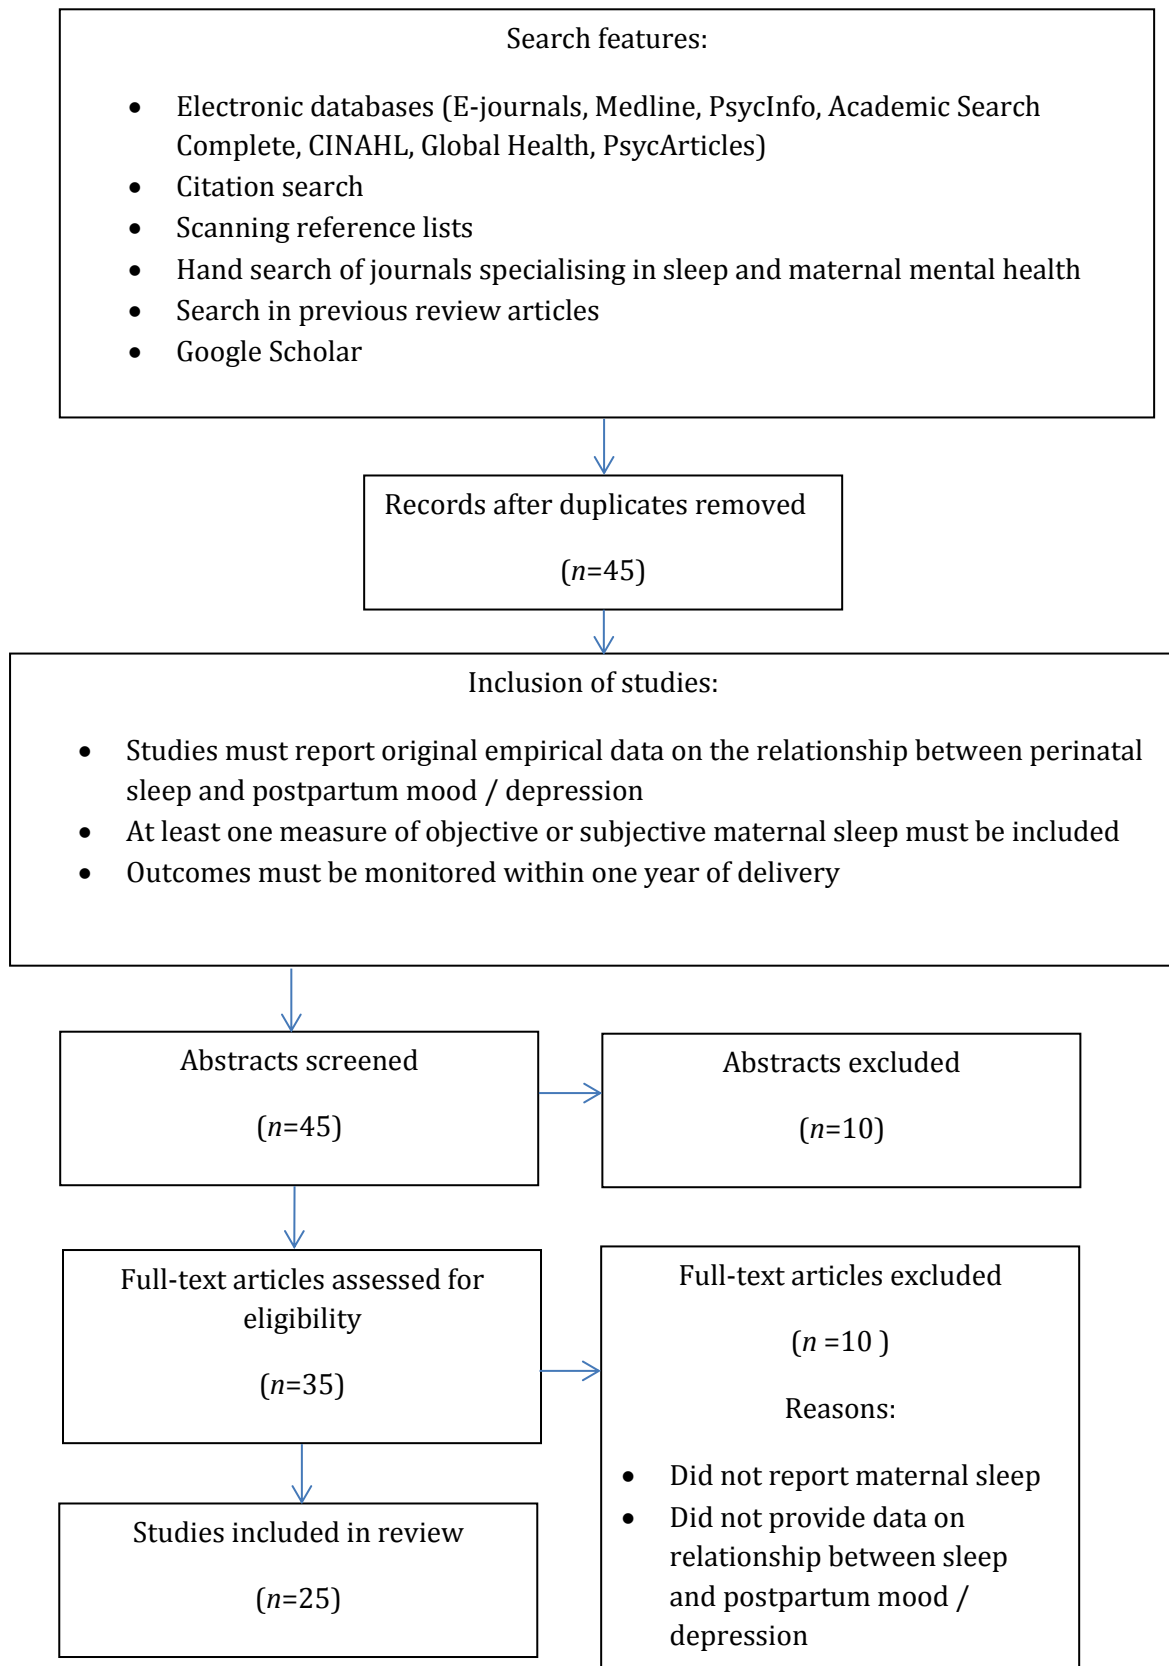 Search features:
• Electronic databases (E-journals, Medline, PsycInfo, Academic Search
Complete, CINAHL, Global Health, PsycArticles)
• Citation search
• Scanning reference lists
• Hand search of journals specialising in sleep and maternal mental health
• Search in previous review articles
• Google Scholar
Records after duplicates removed
(n=45)
Inclusion of studies:
• Studies must report original empirical data on the relationship between perinatal
sleep and postpartum mood / depression
• At least one measure of objective or subjective maternal sleep must be included
• Outcomes must be monitored within one year of delivery
Abstracts screened
(n=45)
Abstracts excluded
(n=10)
Full-text articles assessed for
eligibility
(n=35)
Full-text articles excluded
(n =10 )
Reasons:
• Did not report maternal sleep
• Did not provide data on
relationship between sleep
and postpartum mood /
depression
Studies included in review
(n=25)